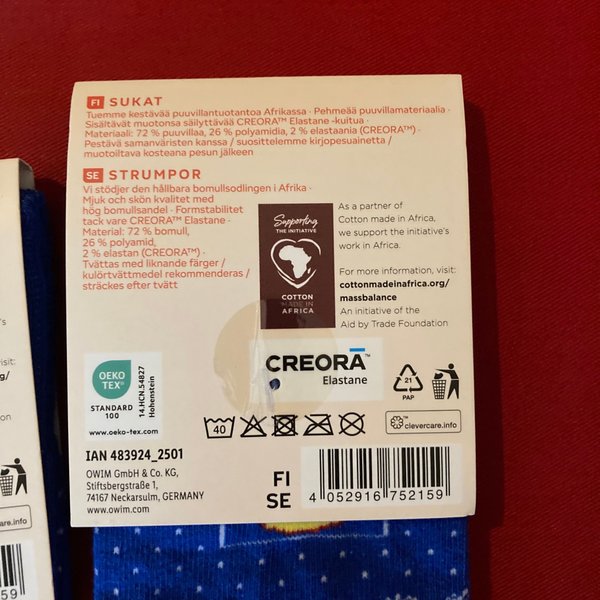 FI SUKAT
Tuemme kestävää puuvillantuotantoa Afrikassa · Pehmeää puuvillamateriaalia ·
Sisältävät muotonsa säilyttävää CREORA™ Elastane -kuitua ·
Materiaali: 72 % puuvillaa, 26 % polyamidia, 2 % elastaania (CREORA™) ·
Pestävä samanväristen kanssa / suosittelemme kirjopesuainetta /
muotoiltava kosteana pesun jälkeen
SE STRUMPOR
Vi stödjer den hållbara bomullsodlingen i Afrika ·
Mjuk och skön kvalitet med
hög bomullsandel · Formstabilitet
tack vare CREORA™ Elastane ·
Material: 72 % bomull,
26 % polyamid,
2 % elastan (CREORA™) ·
Tvättas med liknande färger /
kulörtvättmedel rekommenderas /
sträckes efter tvätt
Supporting
THE INITIATIVE
COTTON
MADE IN
AFRICA
As a partner of
Cotton made in Africa,
we support the initiative's
work in Africa.
For more information, visit:
cottonmadeinafrica.org/
massbalance
An initiative of the
Aid by Trade Foundation
OEKO
TEX®
STANDARD
100
14.HCN.54827
Hohenstein
www.oeko-tex.com
CREORA™
Elastane
21
PAP
40
clevercare.info
IAN 483924_2501
OWIM GmbH & Co. KG,
Stiftsbergstraße 1,
74167 Neckarsulm, GERMANY
www.owim.com
FI
SE
4 052916 752159
's
visit:
g/
on
are.info
59